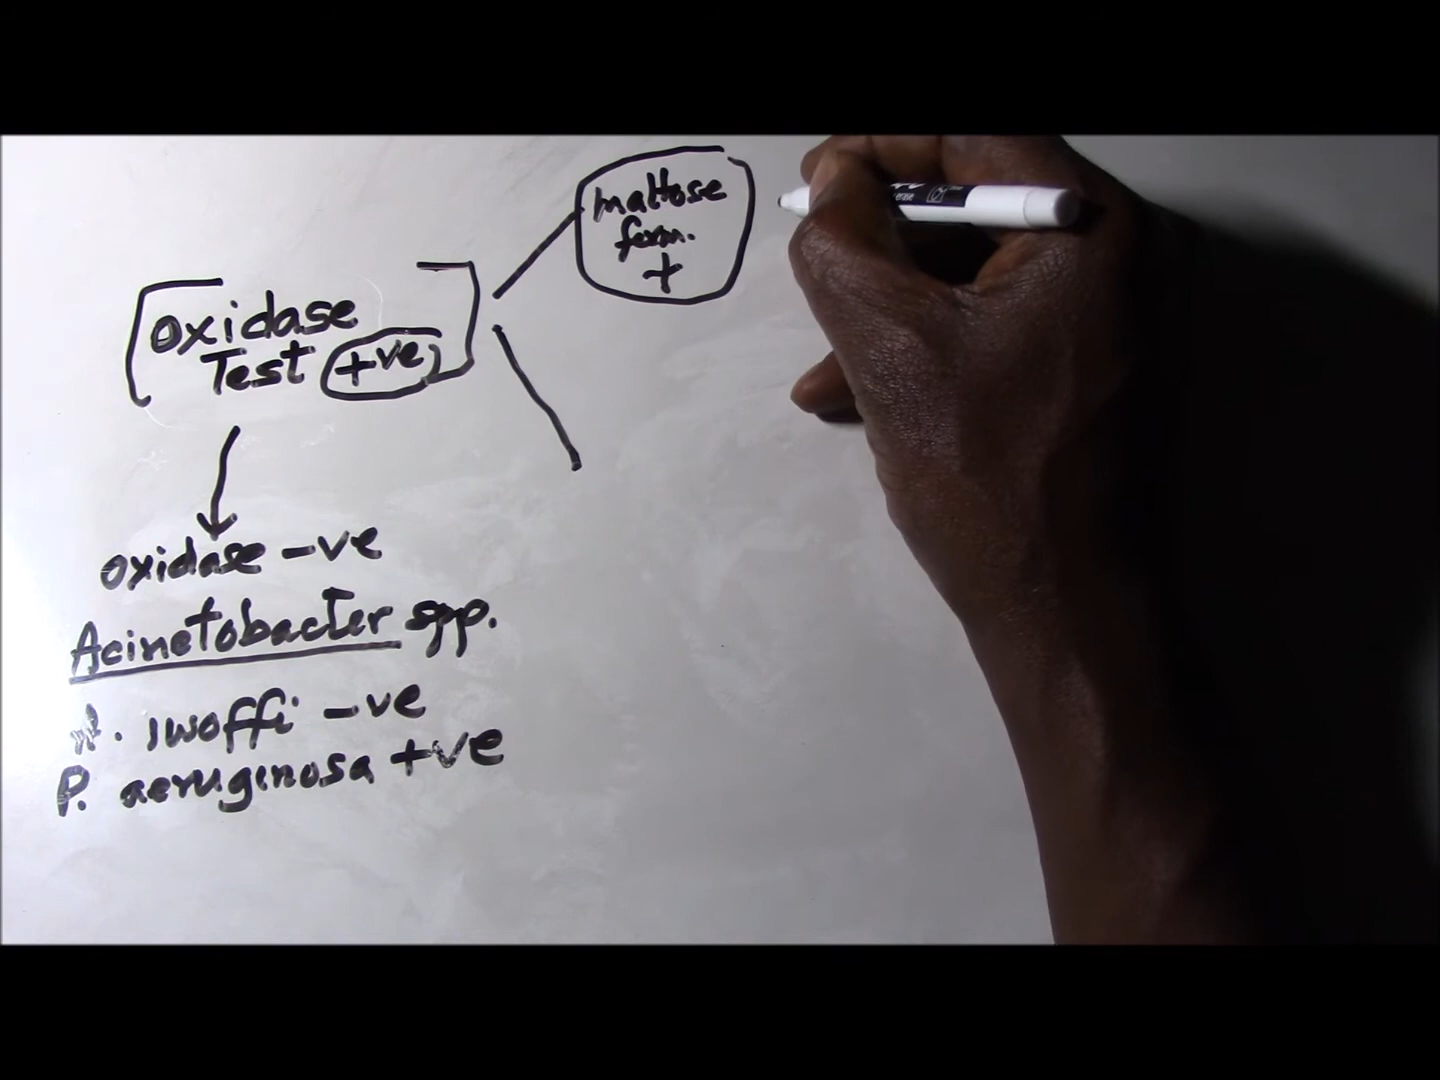 maltose
ferm.
+
oxidase
Test +ve
oxidase -ve
Acinetobacter spp.
A. lwoffi -ve
P. aeruginosa +ve